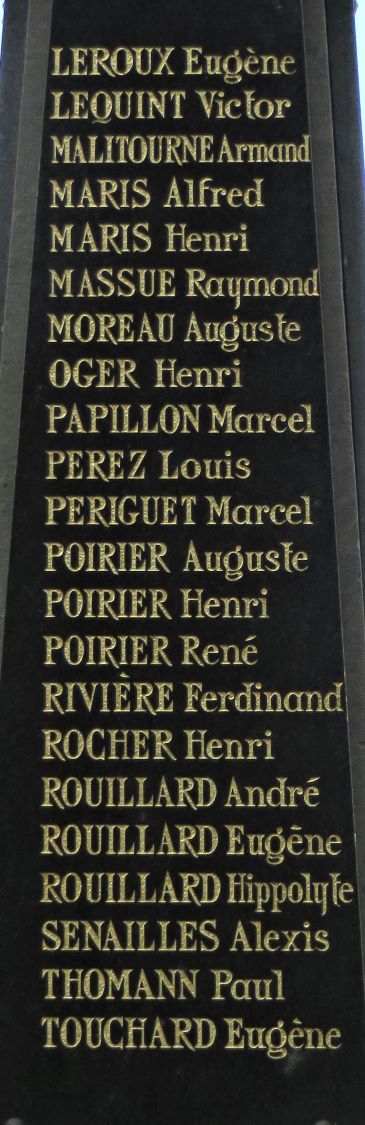 LEROUX Eugène
LEQUINT Victor
MALITOURNE Armand
MARIS Alfred
MARIS Henri
MASSUE Raymond
MOREAU Auguste
OGER Henri
PAPILLON Marcel
PEREZ Louis
PERIGUET Marcel
POIRIER Auguste
POIRIER Henri
POIRIER René
RIVIÈRE Ferdinand
ROCHER Henri
ROUILLARD André
ROUILLARD Eugène
ROUILLARD Hippolyte
SENAILLES Alexis
THOMANN Paul
TOUCHARD Eugène